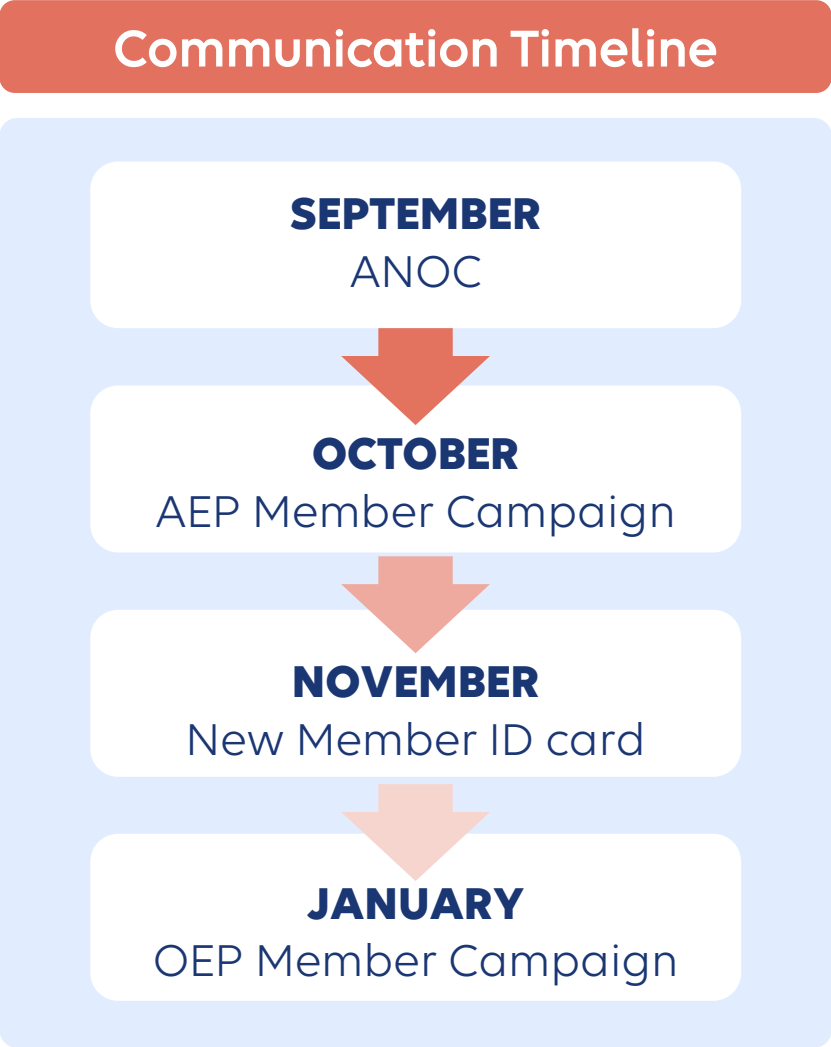 Communication Timeline
SEPTEMBER
ANOC
OCTOBER
AEP Member Campaign
NOVEMBER
New Member ID card
JANUARY
OEP Member Campaign